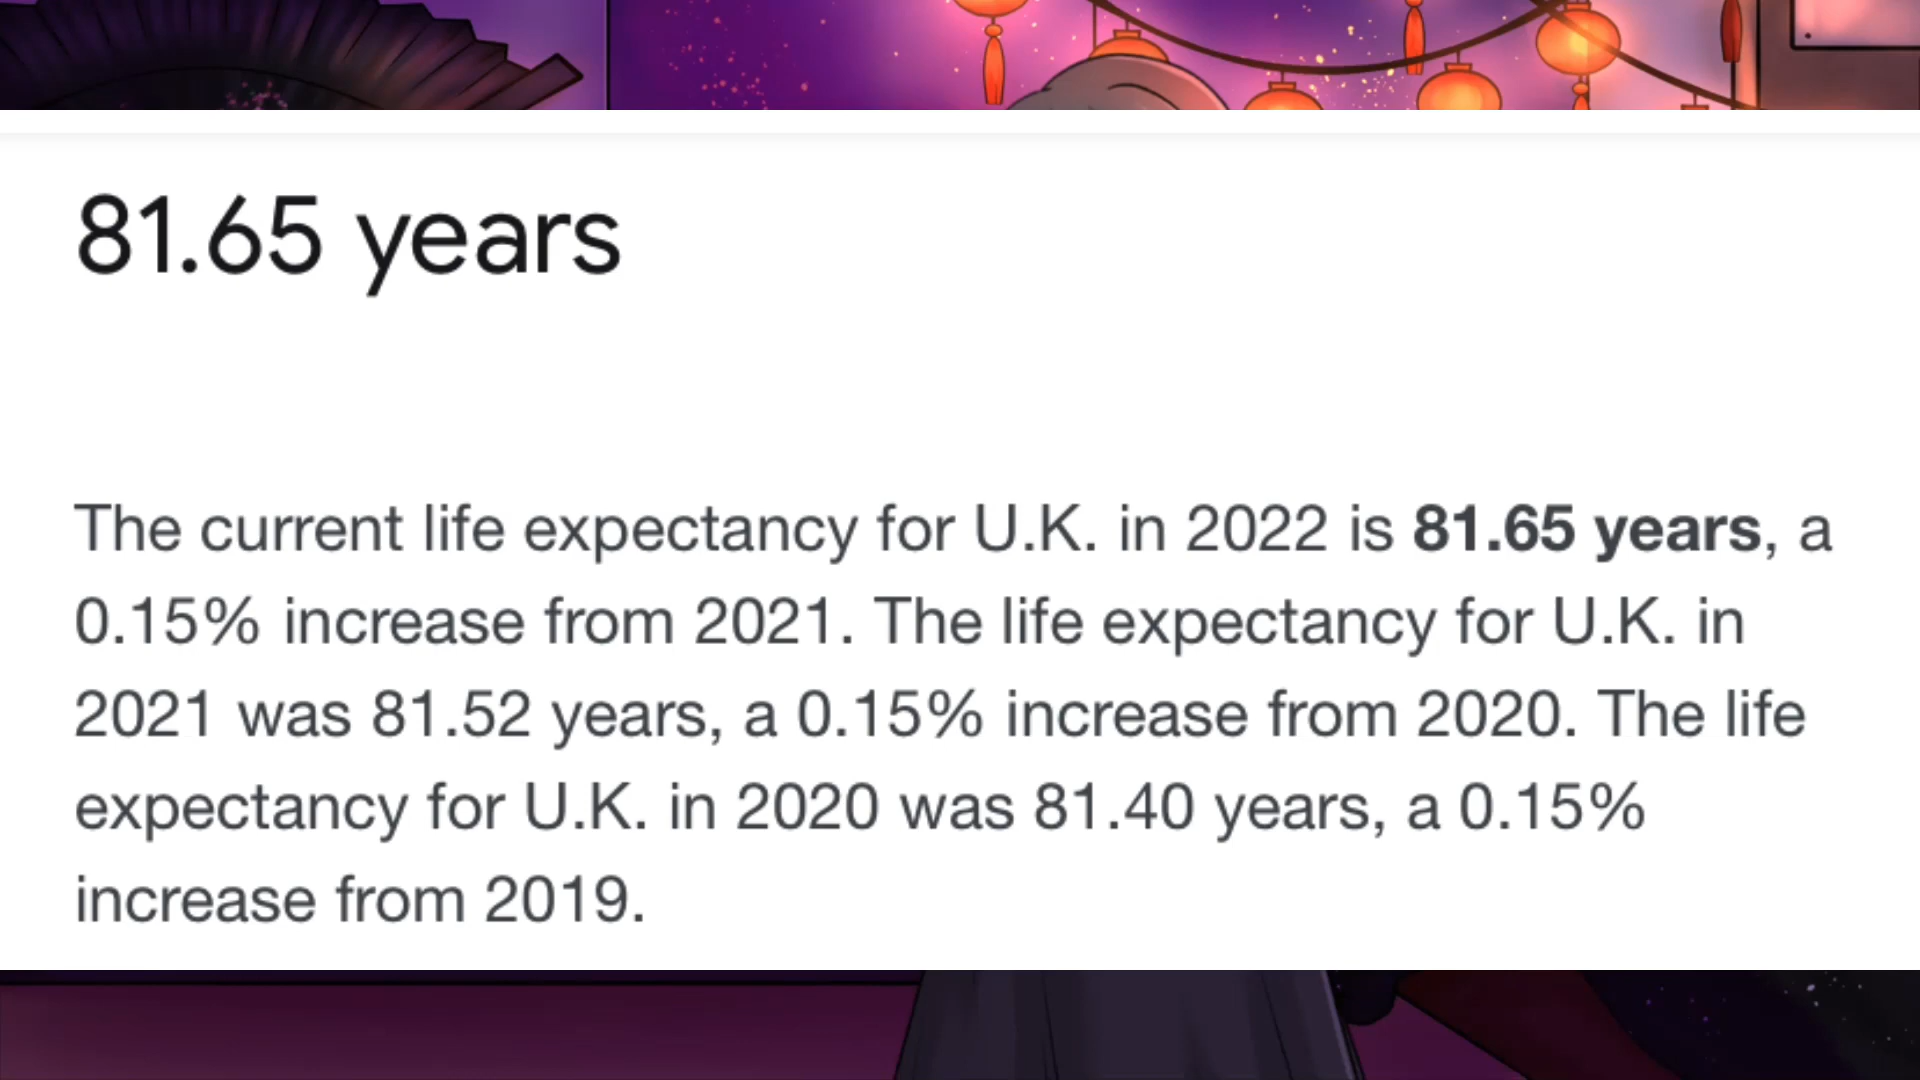 81.65 years
The current life expectancy for U.K. in 2022 is 81.65 years, a
0.15% increase from 2021. The life expectancy for U.K. in
2021 was 81.52 years, a 0.15% increase from 2020. The life
expectancy for U.K. in 2020 was 81.40 years, a 0.15%
increase from 2019.